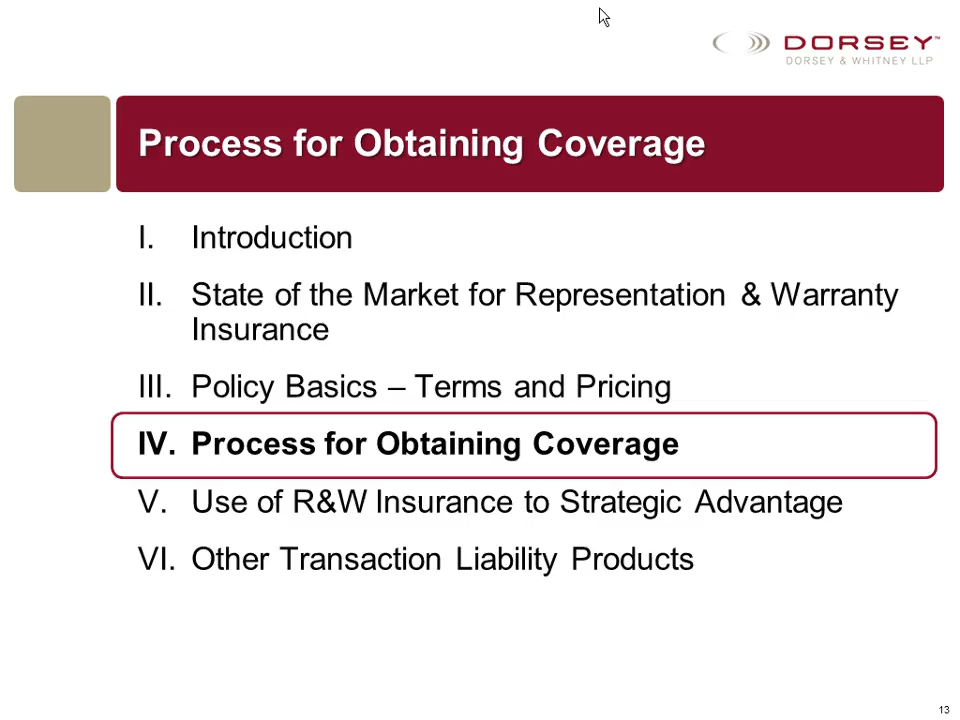 DORSEY™
DORSEY & WHITNEY LLP
Process for Obtaining Coverage
I. Introduction
II. State of the Market for Representation & Warranty
Insurance
III. Policy Basics – Terms and Pricing
IV. Process for Obtaining Coverage
V. Use of R&W Insurance to Strategic Advantage
VI. Other Transaction Liability Products
13